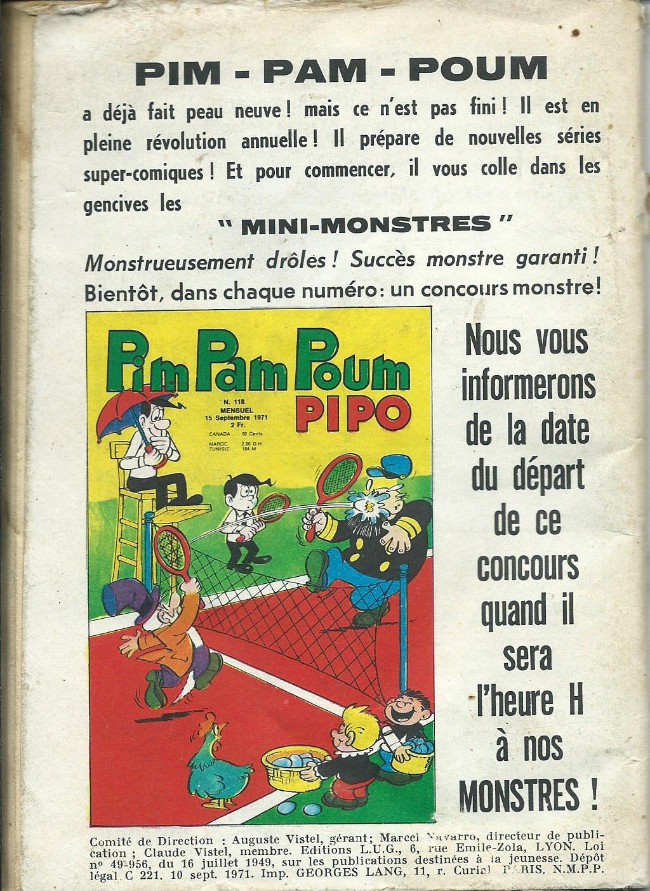 PIM - PAM - POUM
a déjà fait peau neuve ! mais ce n'est pas fini ! Il est en
pleine révolution annuelle ! Il prépare de nouvelles séries
super-comiques ! Et pour commencer, il vous colle dans les
gencives les
" MINI-MONSTRES "
Monstrueusement drôles ! Succès monstre garanti !
Bientôt, dans chaque numéro : un concours monstre !
Pim Pam Poum
PIPO
N. 118
MENSUEL
15 Septembre 1971
2 Fr.
CANADA 50 Cents
MAROC 2.00 D H
TUNISIE 184 M
Nous vous
informerons
de la date
du départ
de ce
concours
quand il
sera
l'heure H
à nos
MONSTRES !
Comité de Direction : Auguste Vistel, gérant ; Marcel Navarro, directeur de publi-
cation ; Claude Vistel, membre. Editions L.U.G., 6, rue Emile-Zola, LYON. Loi
n° 49-956, du 16 juillet 1949, sur les publications destinées à la jeunesse. Dépôt
légal C 221. 10 sept. 1971. Imp. GEORGES LANG, 11, r. Curial, PARIS. N.M.P.P.